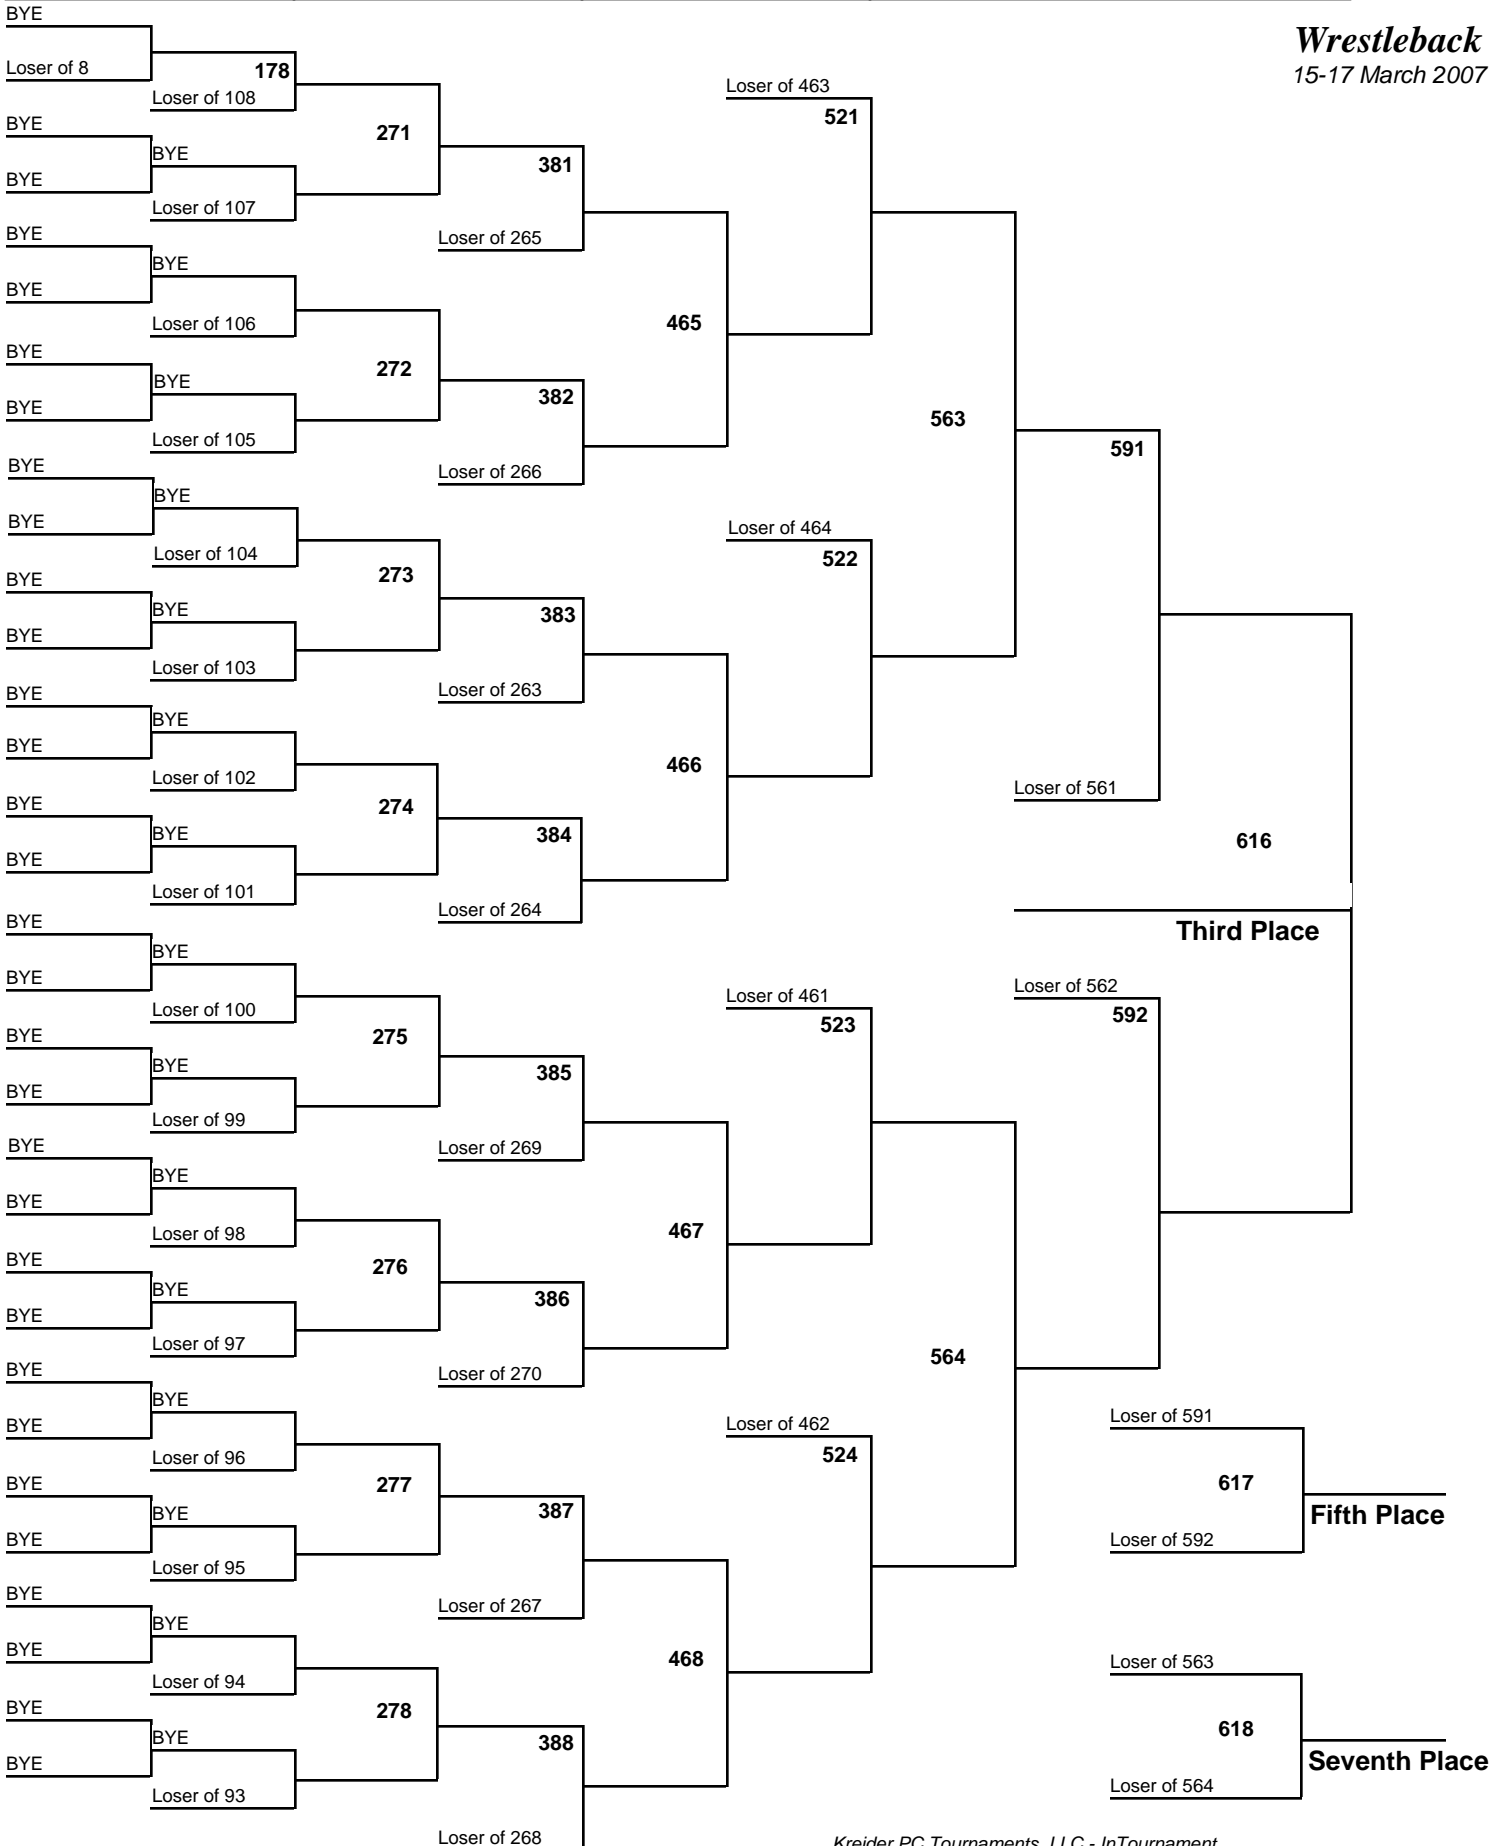 BYE
Wrestleback
15-17 March 2007
Loser of 8
178
Loser of 108
Loser of 463
521
BYE
271
BYE
381
BYE
Loser of 107
BYE
Loser of 265
BYE
BYE
Loser of 106
465
BYE
272
BYE
382
BYE
563
Loser of 105
591
BYE
Loser of 266
BYE
BYE
Loser of 464
Loser of 104
522
BYE
273
BYE
383
BYE
Loser of 103
BYE
Loser of 263
BYE
BYE
466
Loser of 102
Loser of 561
BYE
274
BYE
384
616
BYE
Loser of 101
Loser of 264
BYE
Third Place
BYE
BYE
Loser of 562
Loser of 461
Loser of 100
592
523
BYE
275
BYE
385
BYE
Loser of 99
BYE
Loser of 269
BYE
BYE
467
Loser of 98
BYE
276
BYE
386
BYE
Loser of 97
564
BYE
Loser of 270
BYE
Loser of 591
BYE
Loser of 462
Loser of 96
524
BYE
277
617
BYE
387
Fifth Place
BYE
Loser of 592
Loser of 95
BYE
Loser of 267
BYE
BYE
468
Loser of 563
Loser of 94
BYE
278
618
BYE
388
BYE
Seventh Place
Loser of 564
Loser of 93
Loser of 268
Kreider PC Tournaments, LLC - InTournament